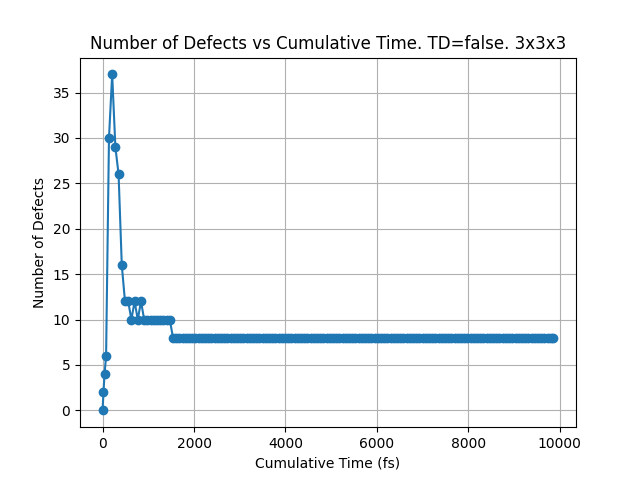 Number of Defects vs Cumulative Time. TD=false. 3x3x3
35
30
25
20
15
10
5
0
Number of Defects
0 2000 4000 6000 8000 10000
Cumulative Time (fs)